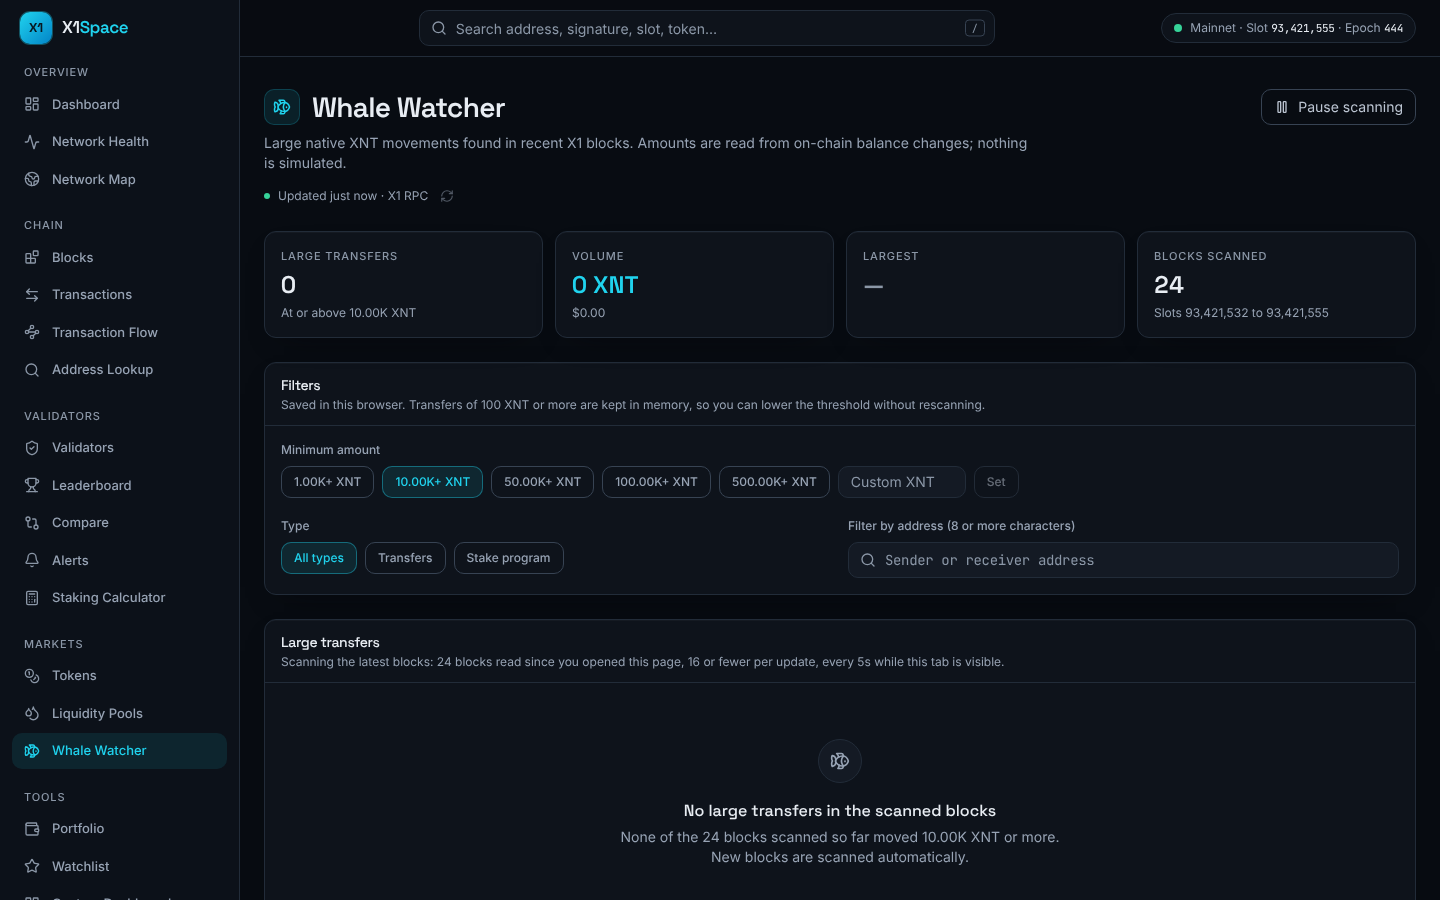 X1 X1Space
Search address, signature, slot, token...
/
Mainnet · Slot 93,421,555 · Epoch 444
OVERVIEW
Dashboard
Network Health
Network Map
CHAIN
Blocks
Transactions
Transaction Flow
Address Lookup
VALIDATORS
Validators
Leaderboard
Compare
Alerts
Staking Calculator
MARKETS
Tokens
Liquidity Pools
Whale Watcher
TOOLS
Portfolio
Watchlist
Whale Watcher
Pause scanning
Large native XNT movements found in recent X1 blocks. Amounts are read from on-chain balance changes; nothing
is simulated.
Updated just now · X1 RPC
LARGE TRANSFERS
0
At or above 10.00K XNT
VOLUME
0 XNT
$0.00
LARGEST
—
BLOCKS SCANNED
24
Slots 93,421,532 to 93,421,555
Filters
Saved in this browser. Transfers of 100 XNT or more are kept in memory, so you can lower the threshold without rescanning.
Minimum amount
1.00K+ XNT
10.00K+ XNT
50.00K+ XNT
100.00K+ XNT
500.00K+ XNT
Custom XNT
Set
Type
All types
Transfers
Stake program
Filter by address (8 or more characters)
Sender or receiver address
Large transfers
Scanning the latest blocks: 24 blocks read since you opened this page, 16 or fewer per update, every 5s while this tab is visible.
No large transfers in the scanned blocks
None of the 24 blocks scanned so far moved 10.00K XNT or more.
New blocks are scanned automatically.